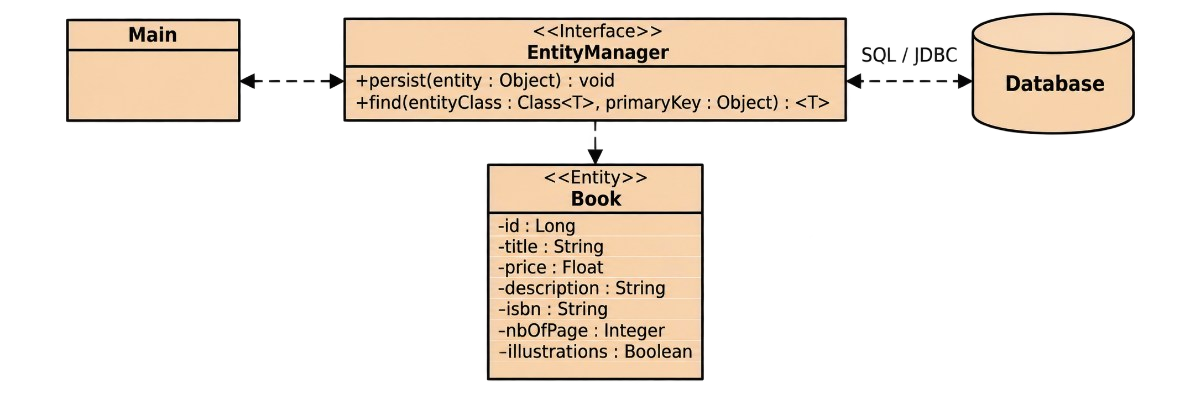 Main
<<Interface>>
EntityManager
+persist(entity : Object) : void
+find(entityClass : Class<T>, primaryKey : Object) : <T>
SQL / JDBC
Database
<<Entity>>
Book
-id : Long
-title : String
-price : Float
-description : String
-isbn : String
-nbOfPage : Integer
-illustrations : Boolean